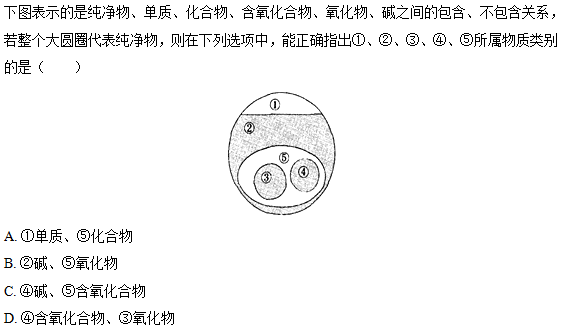 下图表示的是纯净物、单质、化合物、含氧化合物、氧化物、碱之间的包含、不包含关系，
若整个大圆圈代表纯净物，则在下列选项中，能正确指出①、②、③、④、⑤所属物质类别
的是（　　）
①
②
⑤
③
④
A. ①单质、⑤化合物
B. ②碱、⑤氧化物
C. ④碱、⑤含氧化合物
D. ④含氧化合物、③氧化物